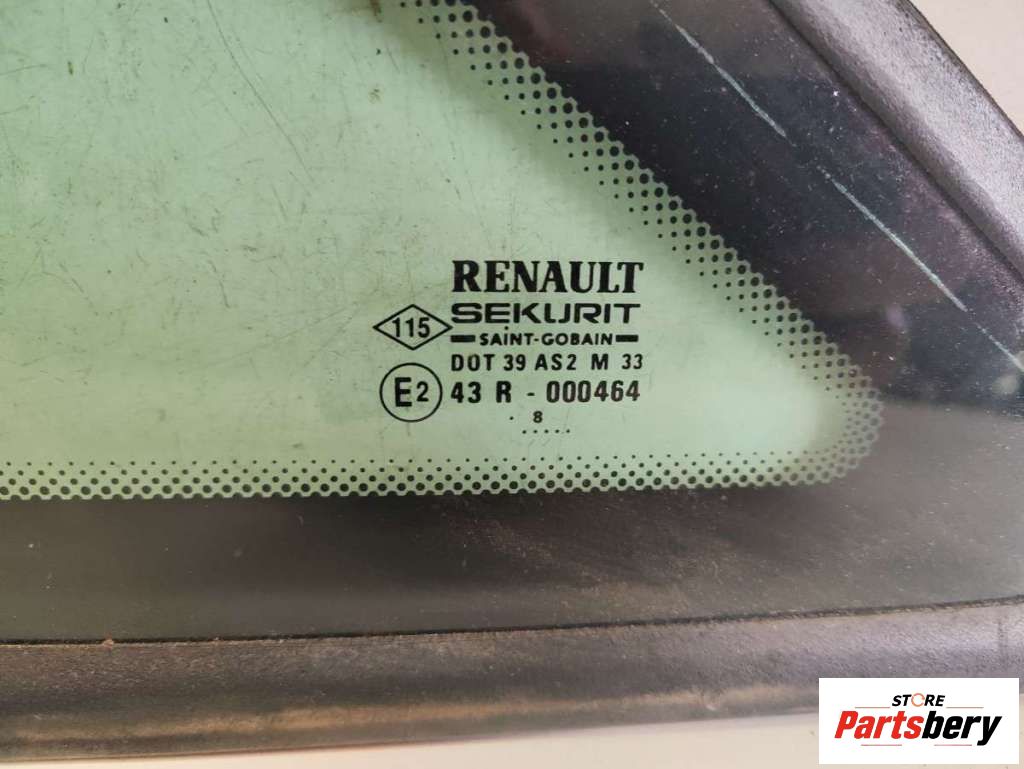 RENAULT
SEKURIT
115
SAINT-GOBAIN
DOT 39 AS2 M 33
E2 43 R - 000464
. 8
.....
STORE
Partsbery